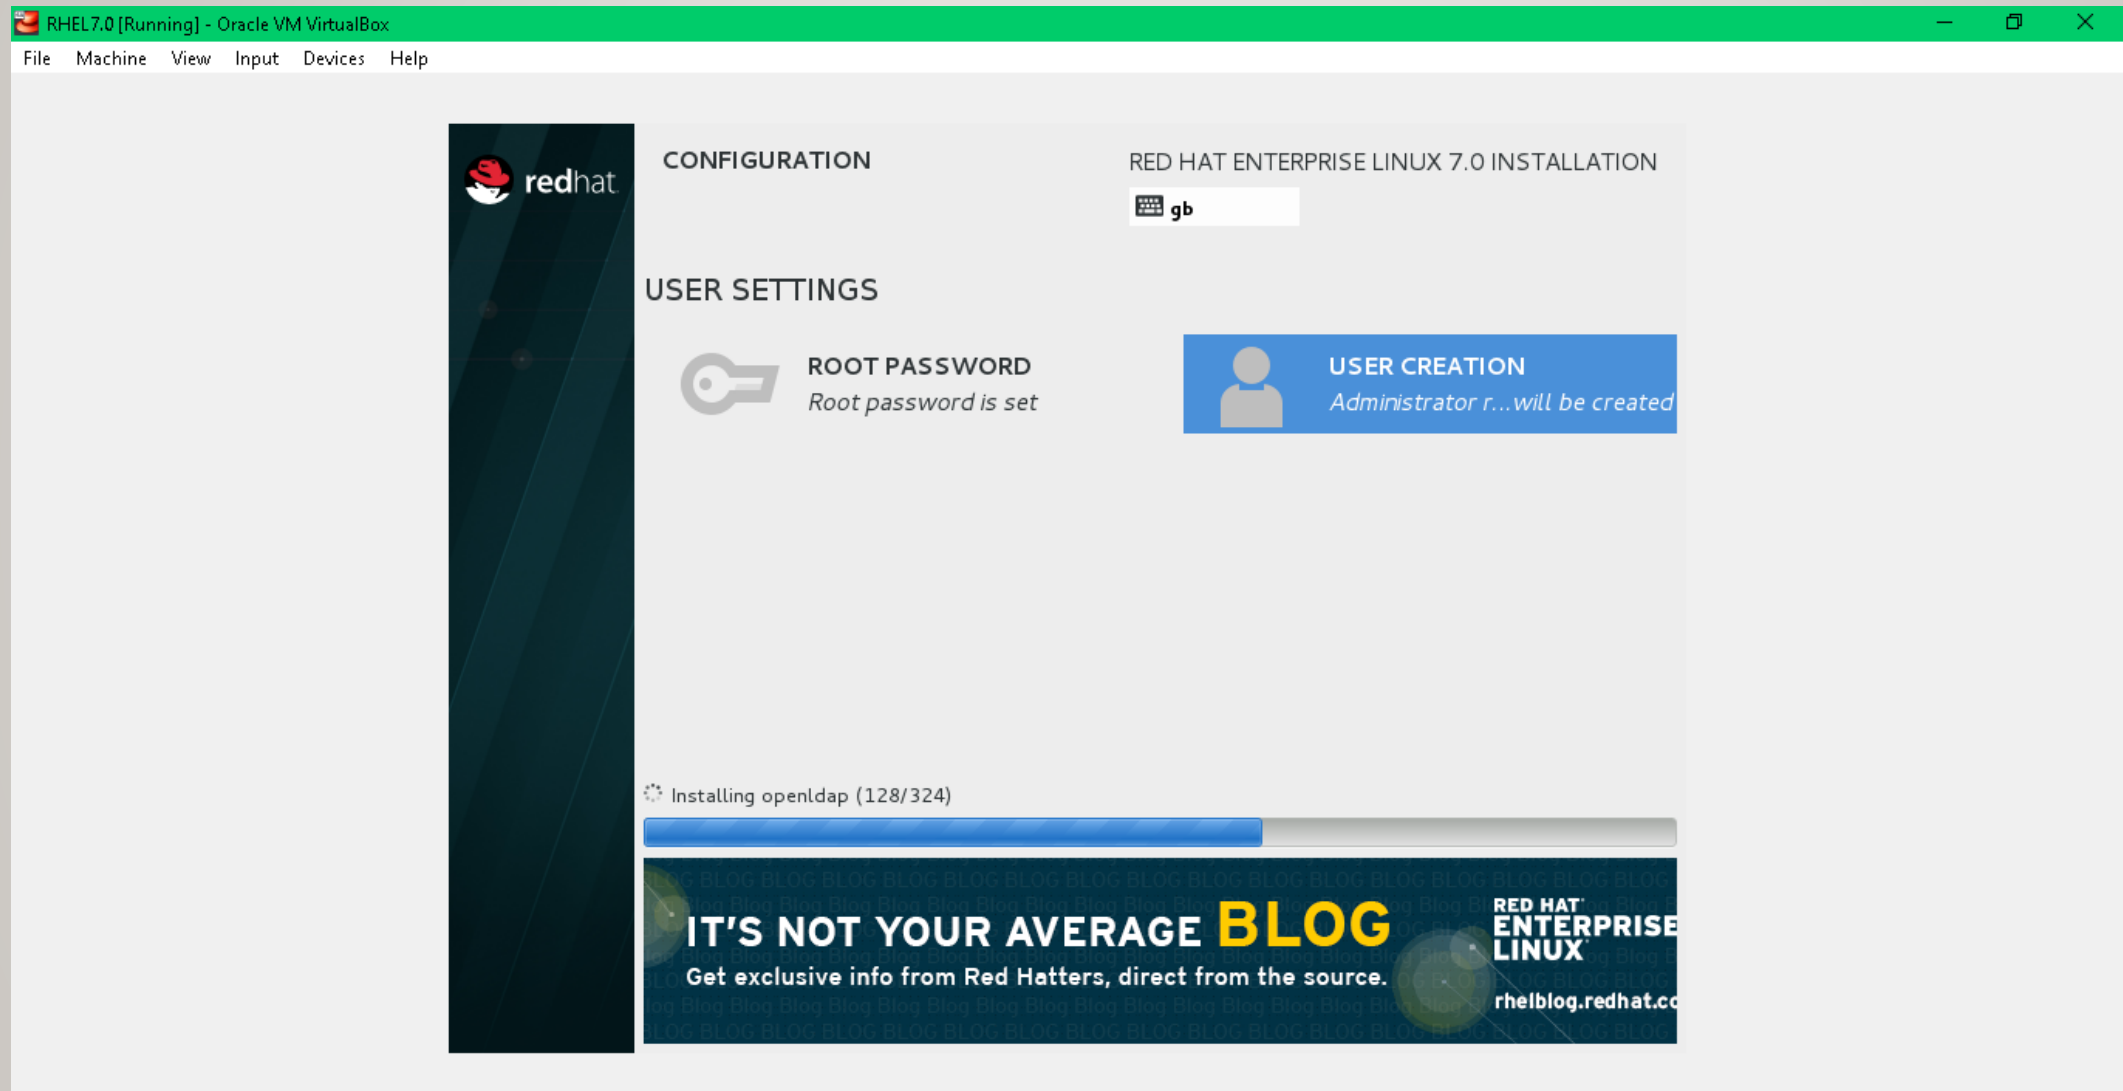 RHEL7.0 [Running] - Oracle VM VirtualBox
File Machine View Input Devices Help
redhat.
CONFIGURATION
RED HAT ENTERPRISE LINUX 7.0 INSTALLATION
gb
USER SETTINGS
ROOT PASSWORD
Root password is set
USER CREATION
Administrator r...will be created
Installing openldap (128/324)
IT'S NOT YOUR AVERAGE BLOG
Get exclusive info from Red Hatters, direct from the source.
RED HAT
ENTERPRISE
LINUX
rhelblog.redhat.co